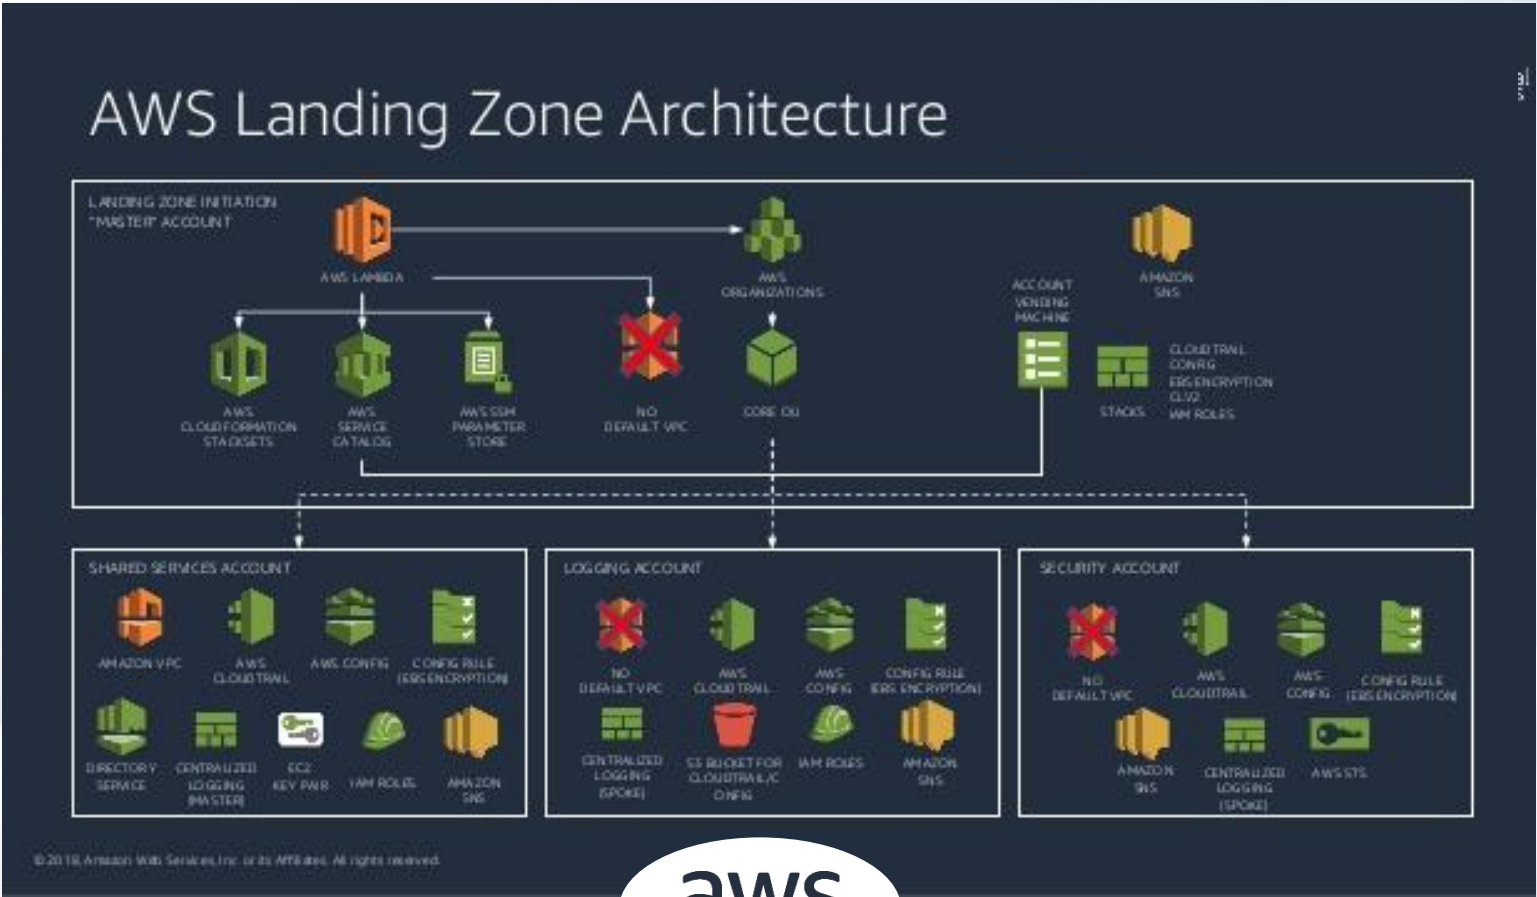 AWS Landing Zone Architecture
LANDING ZONE INITIATION
"MASTER" ACCOUNT
AWS LAMBDA
AWS
ORGANIZATIONS
AMAZON
SNS
ACCOUNT
VENDING
MACHINE
AWS
CLOUDFORMATION
STACKSETS
AWS
SERVICE
CATALOG
AWS SSM
PARAMETER
STORE
NO
DEFAULT VPC
CORE OU
STACKS
CLOUDTRAIL
CONFIG
EBS ENCRYPTION
CLV2
IAM ROLES
SHARED SERVICES ACCOUNT
AMAZON VPC
AWS
CLOUDTRAIL
AWS CONFIG
CONFIG RULE
(EBS ENCRYPTION)
DIRECTORY
SERVICE
CENTRALIZED
LOGGING
(MASTER)
EC2
KEY PAIR
IAM ROLES
AMAZON
SNS
LOGGING ACCOUNT
NO
DEFAULT VPC
AWS
CLOUDTRAIL
AWS
CONFIG
CONFIG RULE
(EBS ENCRYPTION)
CENTRALIZED
LOGGING
(SPOKE)
S3 BUCKET FOR
CLOUDTRAIL/C
ONFIG
IAM ROLES
AMAZON
SNS
SECURITY ACCOUNT
NO
DEFAULT VPC
AWS
CLOUDTRAIL
AWS
CONFIG
CONFIG RULE
(EBS ENCRYPTION)
AMAZON
SNS
CENTRALIZED
LOGGING
(SPOKE)
AWS STS
© 2018, Amazon Web Services, Inc. or its Affiliates. All rights reserved.
aws